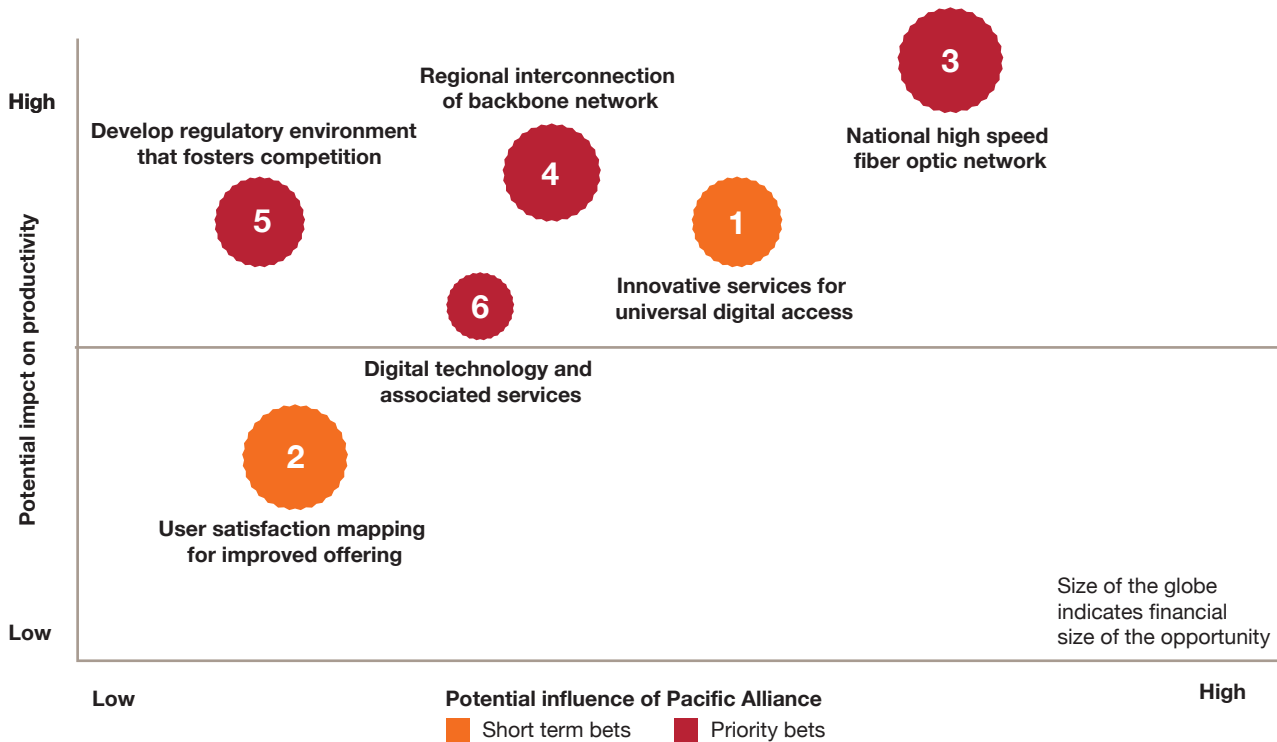 3
Regional interconnection
of backbone network
High
Develop regulatory environment
that fosters competition
National high speed
fiber optic network
4
5
1
Innovative services for
universal digital access
6
Potential impct on productivity
Digital technology and
associated services
2
User satisfaction mapping
for improved offering
Size of the globe
indicates financial
size of the opportunity
Low
Low
Potential influence of Pacific Alliance
High
Short term bets
Priority bets